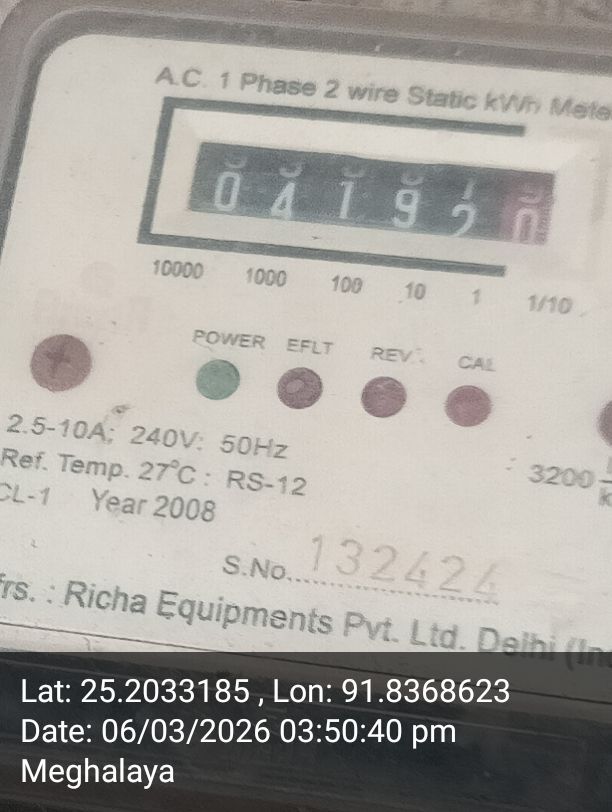 A.C. 1 Phase 2 wire Static kWh Mete
0 4 1 9 2 0
10000 1000 100 10 1 1/10
POWER EFLT REV. CAL
2.5-10A; 240V: 50Hz
3200
Ref. Temp. 27°C : RS-12
CL-1 Year 2008
S.No. 132424
frs. : Richa Equipments Pvt. Ltd. Delhi (In
Lat: 25.2033185 , Lon: 91.8368623
Date: 06/03/2026 03:50:40 pm
Meghalaya